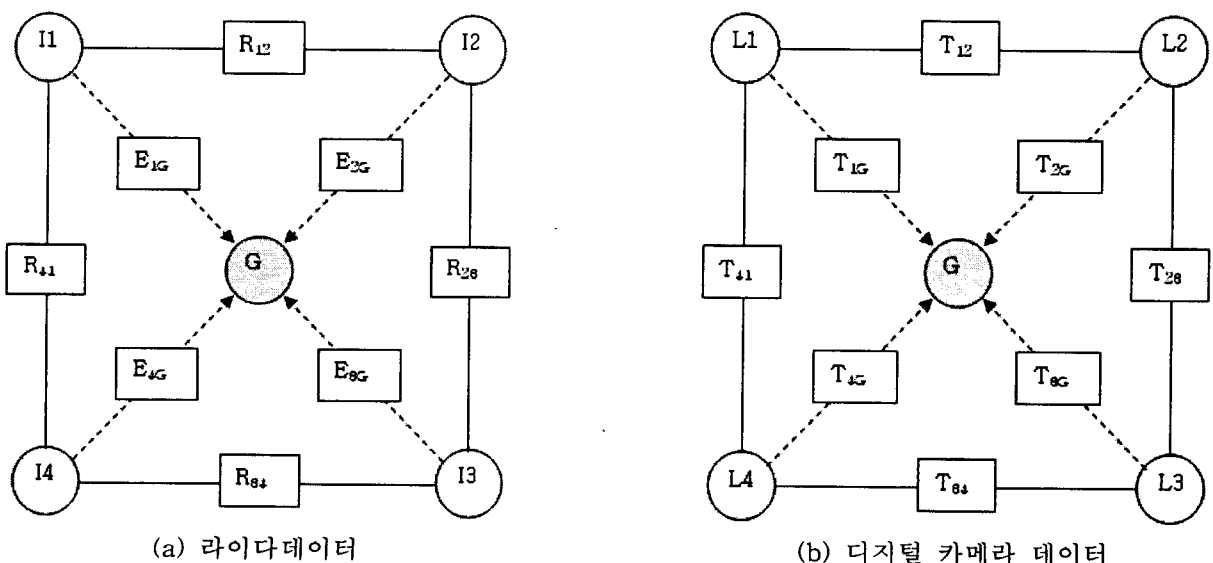 I1 R₁₂ I2
E₁G E₂G
R₄₁ G R₂₃
E₄G E₃G
I4 R₃₄ I3
(a) 라이다데이터
L1 T₁₂ L2
T₁G T₂G
T₄₁ G T₂₃
T₄G T₃G
L4 T₃₄ L3
(b) 디지털 카메라 데이터